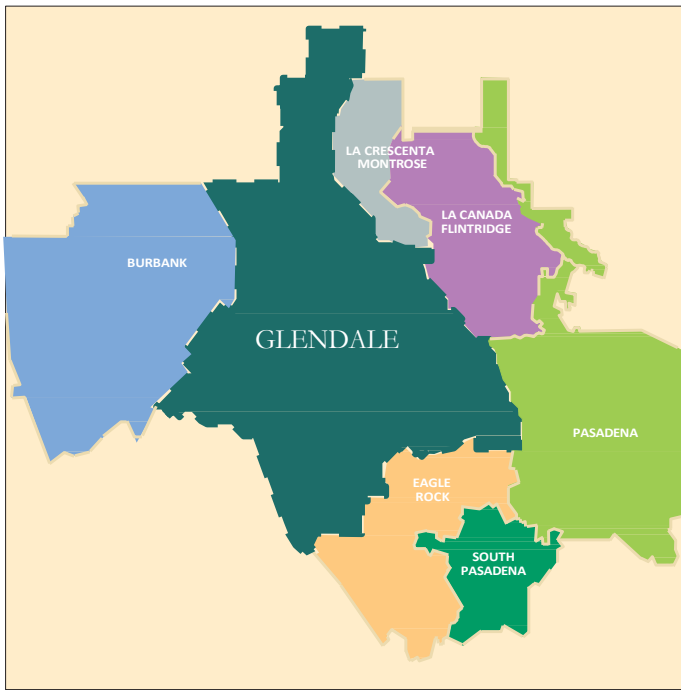 LA CRESCENTA
MONTROSE
LA CANADA
FLINTRIDGE
BURBANK
GLENDALE
PASADENA
EAGLE
ROCK
SOUTH
PASADENA